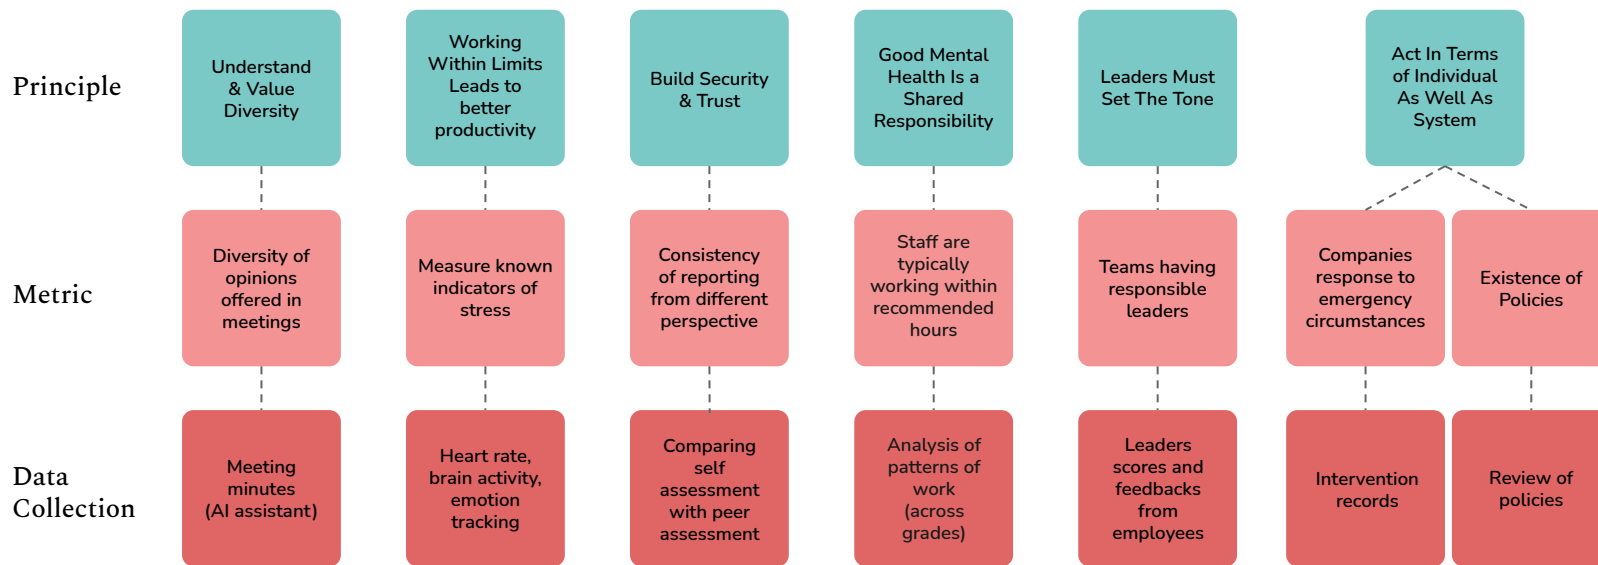 Principle
Understand
& Value
Diversity
Working
Within Limits
Leads to
better
productivity
Build Security
& Trust
Good Mental
Health Is a
Shared
Responsibility
Leaders Must
Set The Tone
Act In Terms
of Individual
As Well As
System
Metric
Diversity of
opinions
offered in
meetings
Measure known
indicators of
stress
Consistency
of reporting
from different
perspective
Staff are
typically
working within
recommended
hours
Teams having
responsible
leaders
Companies
response to
emergency
circumstances
Existence of
Policies
Data
Collection
Meeting
minutes
(AI assistant)
Heart rate,
brain activity,
emotion
tracking
Comparing
self
assessment
with peer
assessment
Analysis of
patterns of
work
(across
grades)
Leaders
scores and
feedbacks
from
employees
Intervention
records
Review of
policies